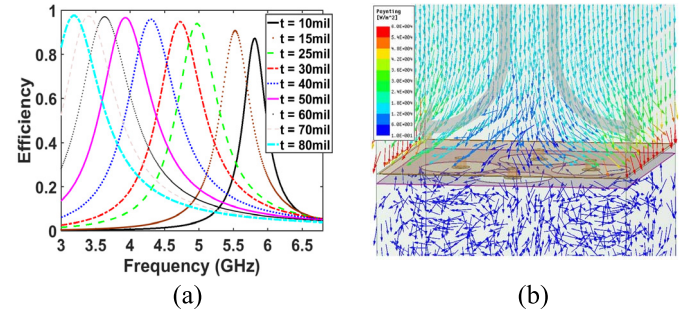 (a)
1
0.8
0.6
0.4
0.2
0
Efficiency
3
3.5
4
4.5
5
5.5
6
6.5
Frequency (GHz)
t = 10mil
t = 15mil
t = 25mil
t = 30mil
t = 40mil
t = 50mil
t = 60mil
t = 70mil
t = 80mil
(a)
(b)
Poynting
[W/m^2]
(b)